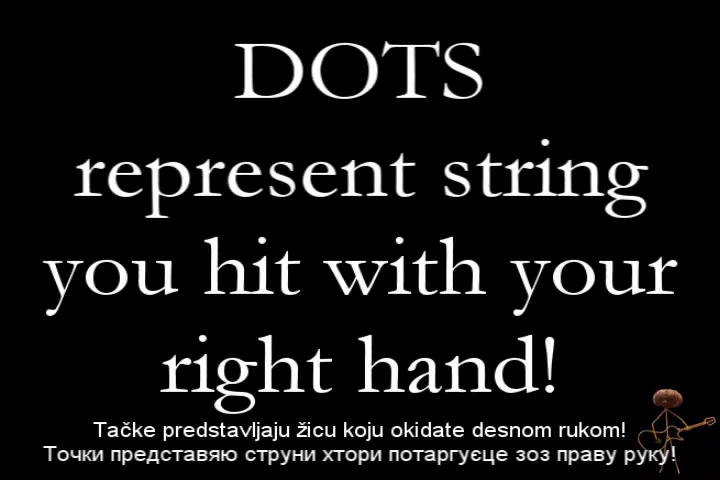 DOTS
represent string
you hit with your
right hand!
Tačke predstavljaju žicu koju okidate desnom rukom!
Точки представяю струни хтори потаргуєце зоз праву руку!